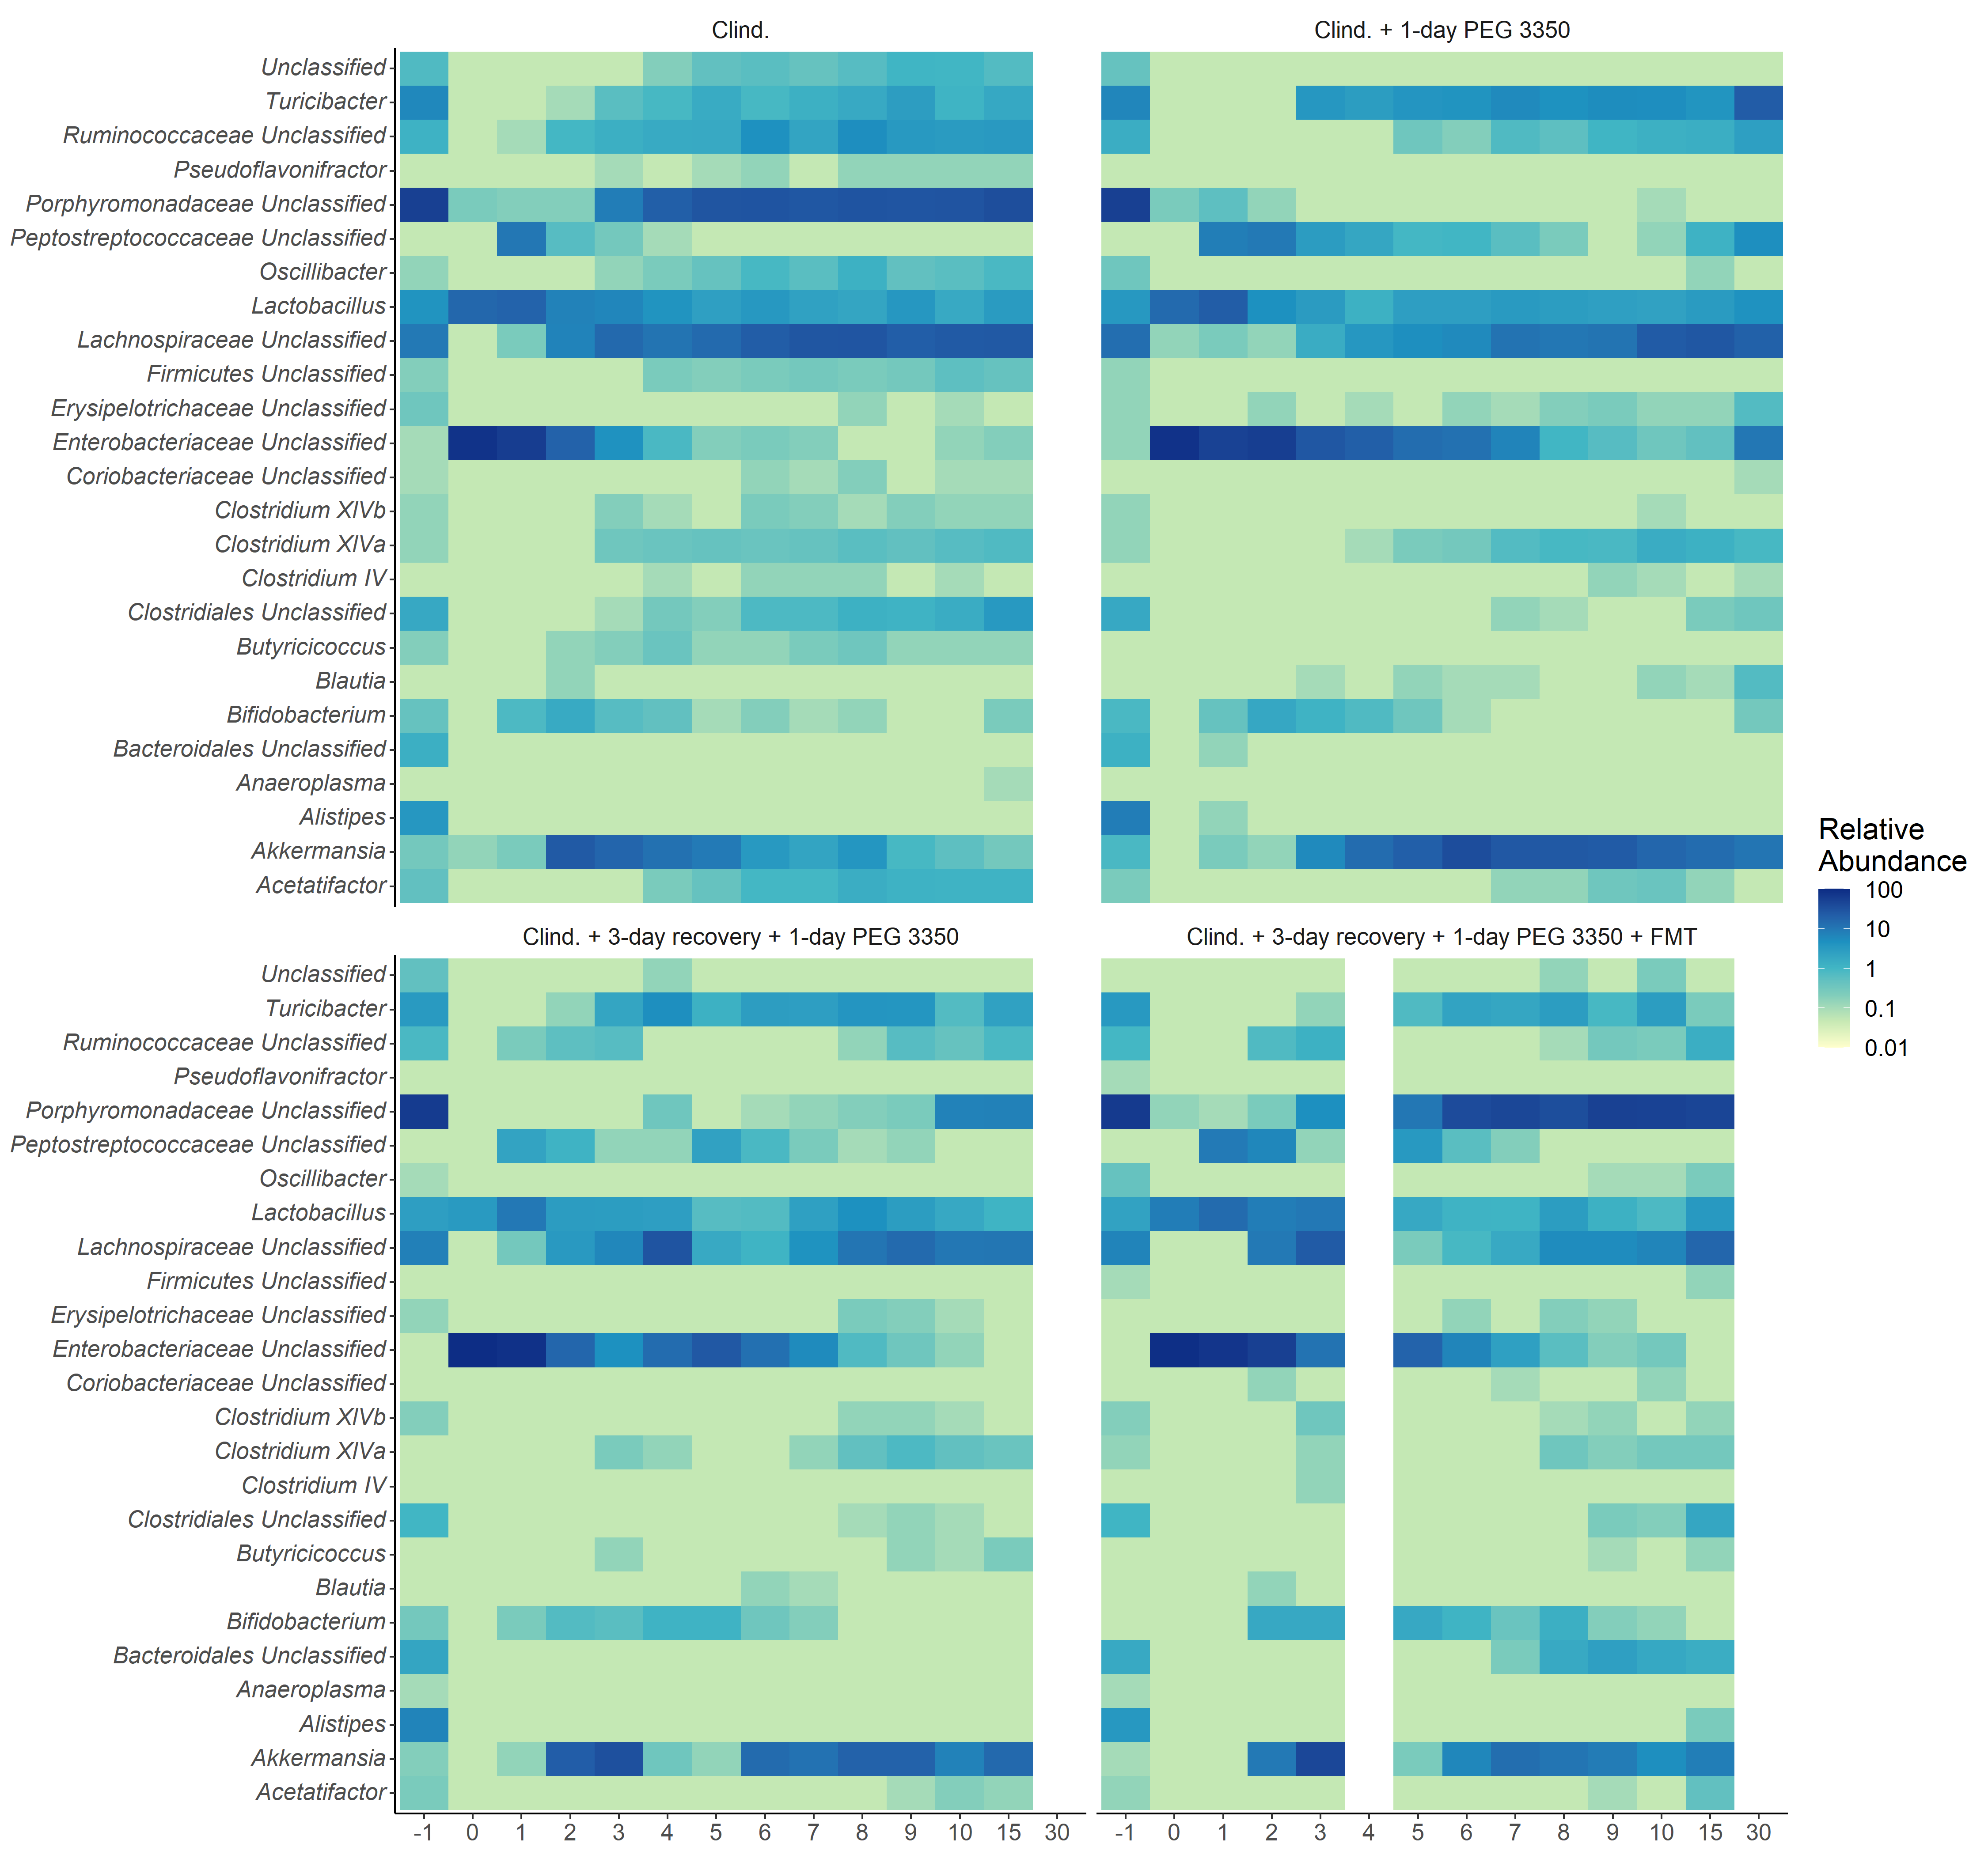 Clind.
Clind. + 1-day PEG 3350
Unclassified
Turicibacter
Ruminococcaceae Unclassified
Pseudoflavonifractor
Porphyromonadaceae Unclassified
Peptostreptococcaceae Unclassified
Oscillibacter
Lactobacillus
Lachnospiraceae Unclassified
Firmicutes Unclassified
Erysipelotrichaceae Unclassified
Enterobacteriaceae Unclassified
Coriobacteriaceae Unclassified
Clostridium XlVb
Clostridium XlVa
Clostridium IV
Clostridiales Unclassified
Butyricicoccus
Blautia
Bifidobacterium
Bacteroidales Unclassified
Anaeroplasma
Alistipes
Akkermansia
Acetatifactor
Relative
Abundance
100
10
1
0.1
0.01
Clind. + 3-day recovery + 1-day PEG 3350
Clind. + 3-day recovery + 1-day PEG 3350 + FMT
Unclassified
Turicibacter
Ruminococcaceae Unclassified
Pseudoflavonifractor
Porphyromonadaceae Unclassified
Peptostreptococcaceae Unclassified
Oscillibacter
Lactobacillus
Lachnospiraceae Unclassified
Firmicutes Unclassified
Erysipelotrichaceae Unclassified
Enterobacteriaceae Unclassified
Coriobacteriaceae Unclassified
Clostridium XlVb
Clostridium XlVa
Clostridium IV
Clostridiales Unclassified
Butyricicoccus
Blautia
Bifidobacterium
Bacteroidales Unclassified
Anaeroplasma
Alistipes
Akkermansia
Acetatifactor
-1 0 1 2 3 4 5 6 7 8 9 10 15 30
-1 0 1 2 3 4 5 6 7 8 9 10 15 30